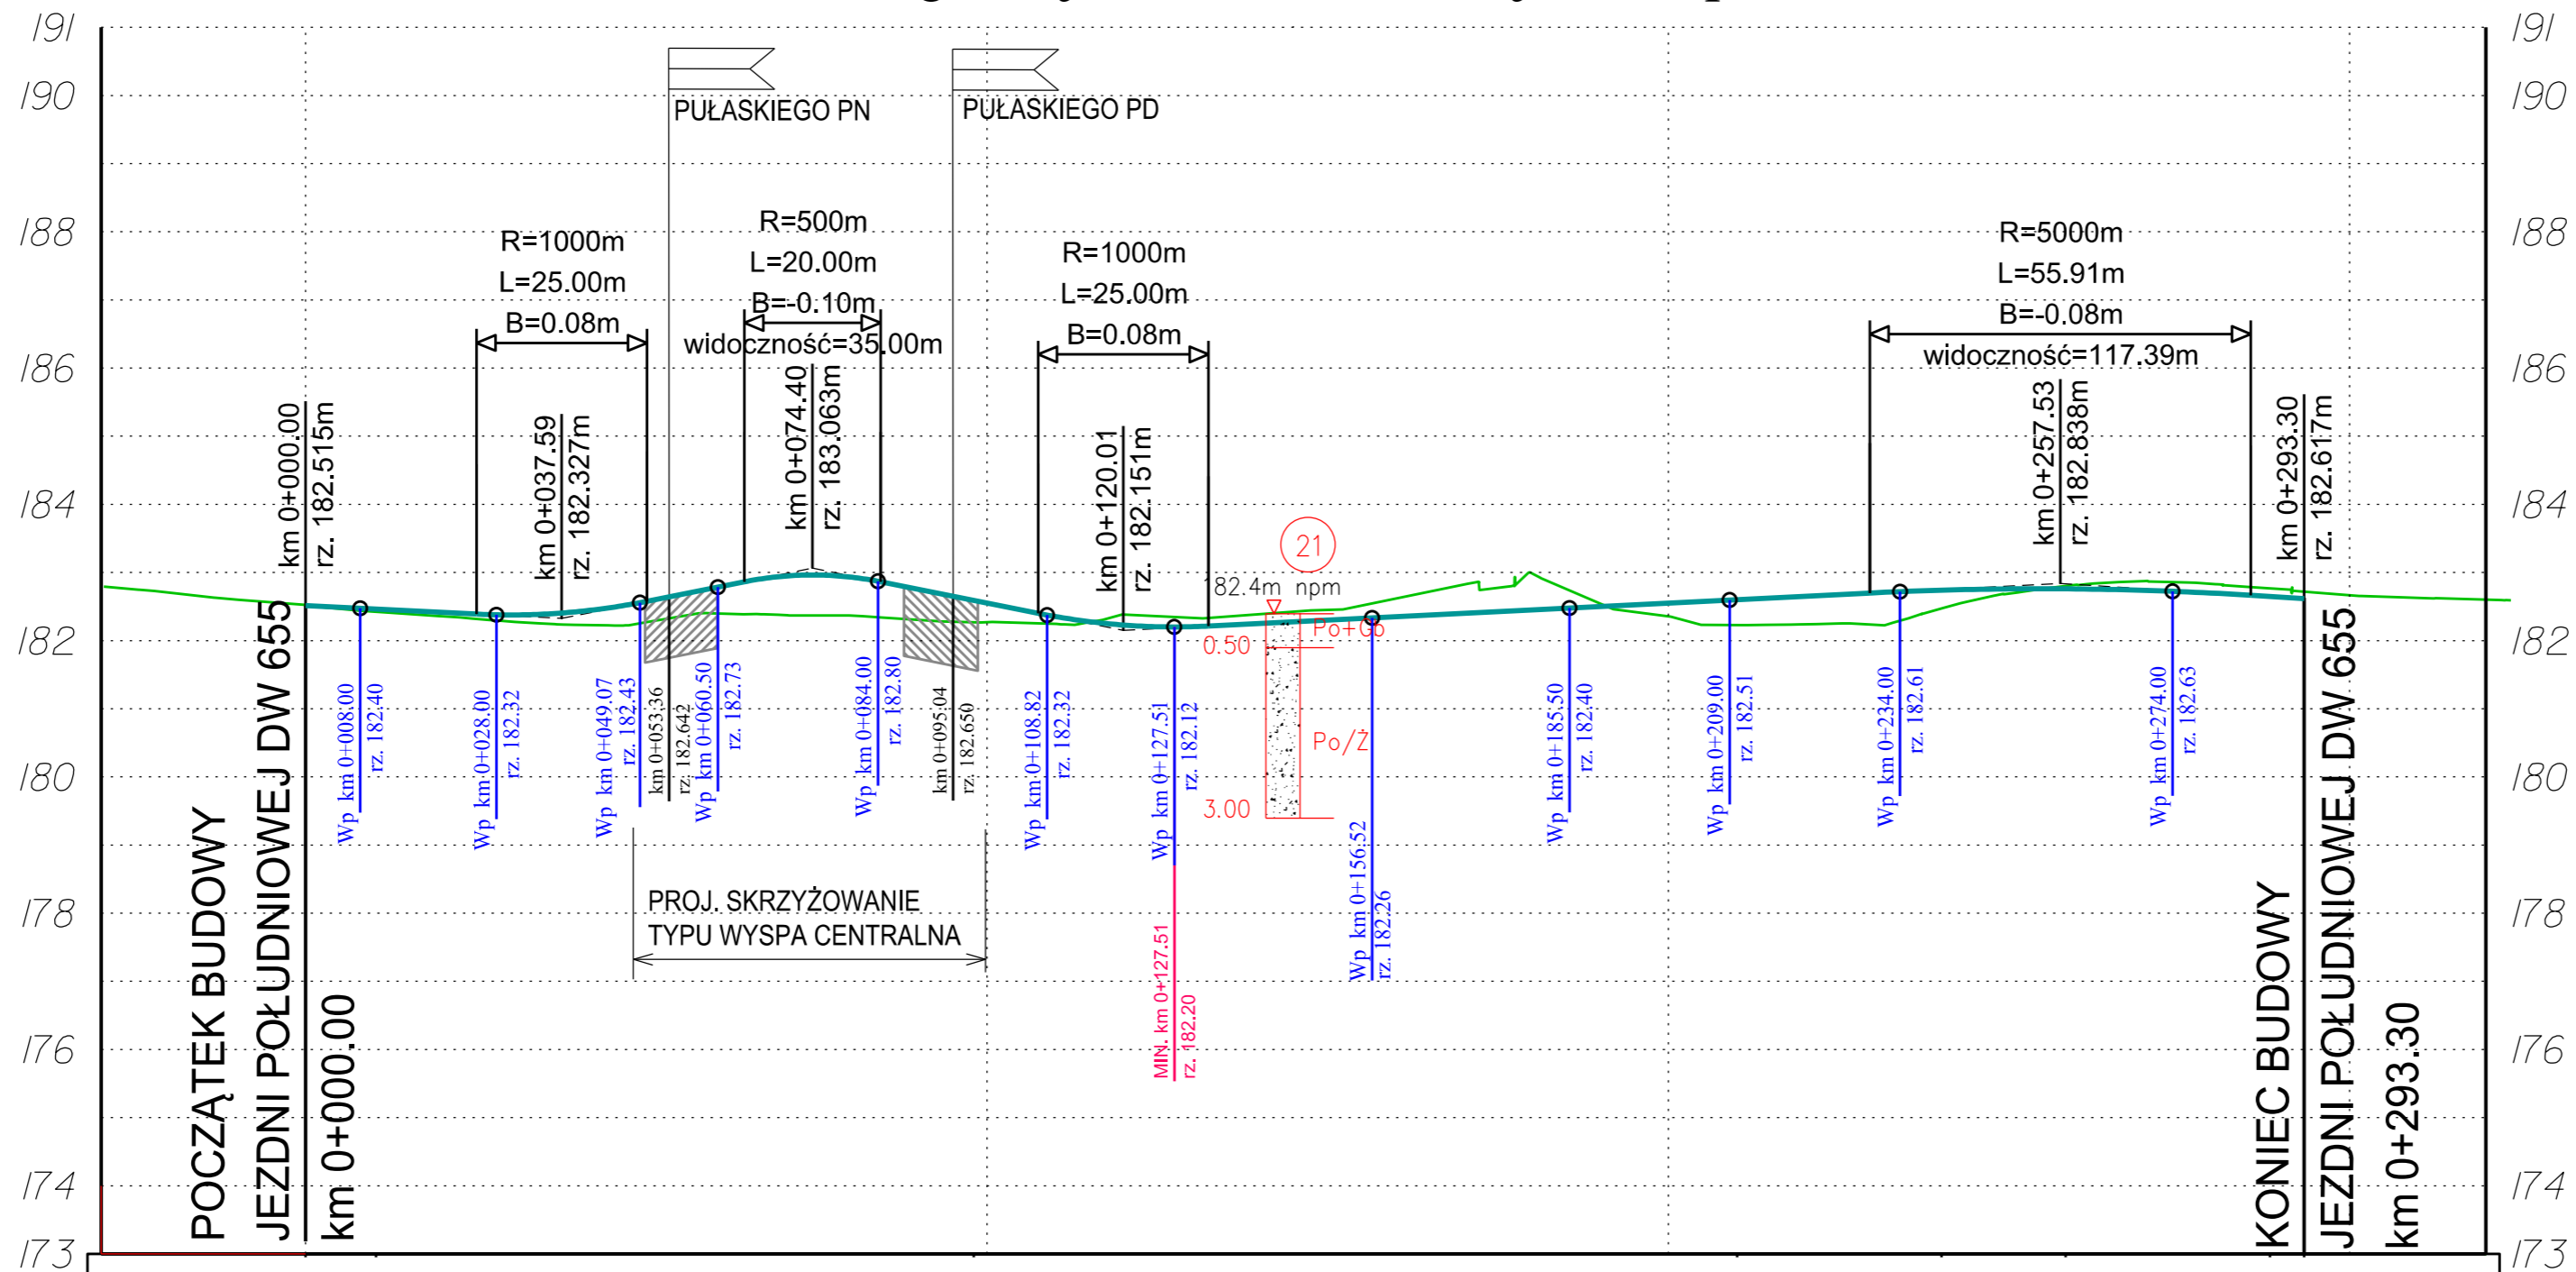 191
190
188
186
184
182
180
178
176
174
173
191
190
188
186
184
182
180
178
176
174
173
PUŁASKIEGO PN
PUŁASKIEGO PD
R=1000m
L=25.00m
B=0.08m
R=500m
L=20.00m
B=-0.10m
widoczność=35.00m
R=1000m
L=25.00m
B=0.08m
R=5000m
L=55.91m
B=-0.08m
widoczność=117.39m
km 0+000.00
rz. 182.515m
km 0+037.59
rz. 182.327m
km 0+074.40
rz. 183.063m
km 0+120.01
rz. 182.151m
km 0+257.53
rz. 182.838m
km 0+293.30
rz. 182.617m
21
182.4m npm
Po+Gb
0.50
Po/Ż
3.00
Wp km 0+008.00
rz. 182.40
Wp km 0+028.00
rz. 182.32
Wp km 0+049.07
rz. 182.43
km 0+053.36
rz. 182.642
Wp km 0+060.50
rz. 182.73
Wp km 0+084.00
rz. 182.80
km 0+095.04
rz. 182.650
Wp km 0+108.82
rz. 182.32
Wp km 0+127.51
rz. 182.12
MIN. km 0+127.51
rz. 182.20
Wp km 0+156.52
rz. 182.26
Wp km 0+185.50
rz. 182.40
Wp km 0+209.00
rz. 182.51
Wp km 0+234.00
rz. 182.61
Wp km 0+274.00
rz. 182.63
PROJ. SKRZYŻOWANIE
TYPU WYSPA CENTRALNA
POCZĄTEK BUDOWY
JEZDNI POŁUDNIOWEJ DW 655
km 0+000.00
KONIEC BUDOWY
JEZDNI POŁUDNIOWEJ DW 655
km 0+293.30